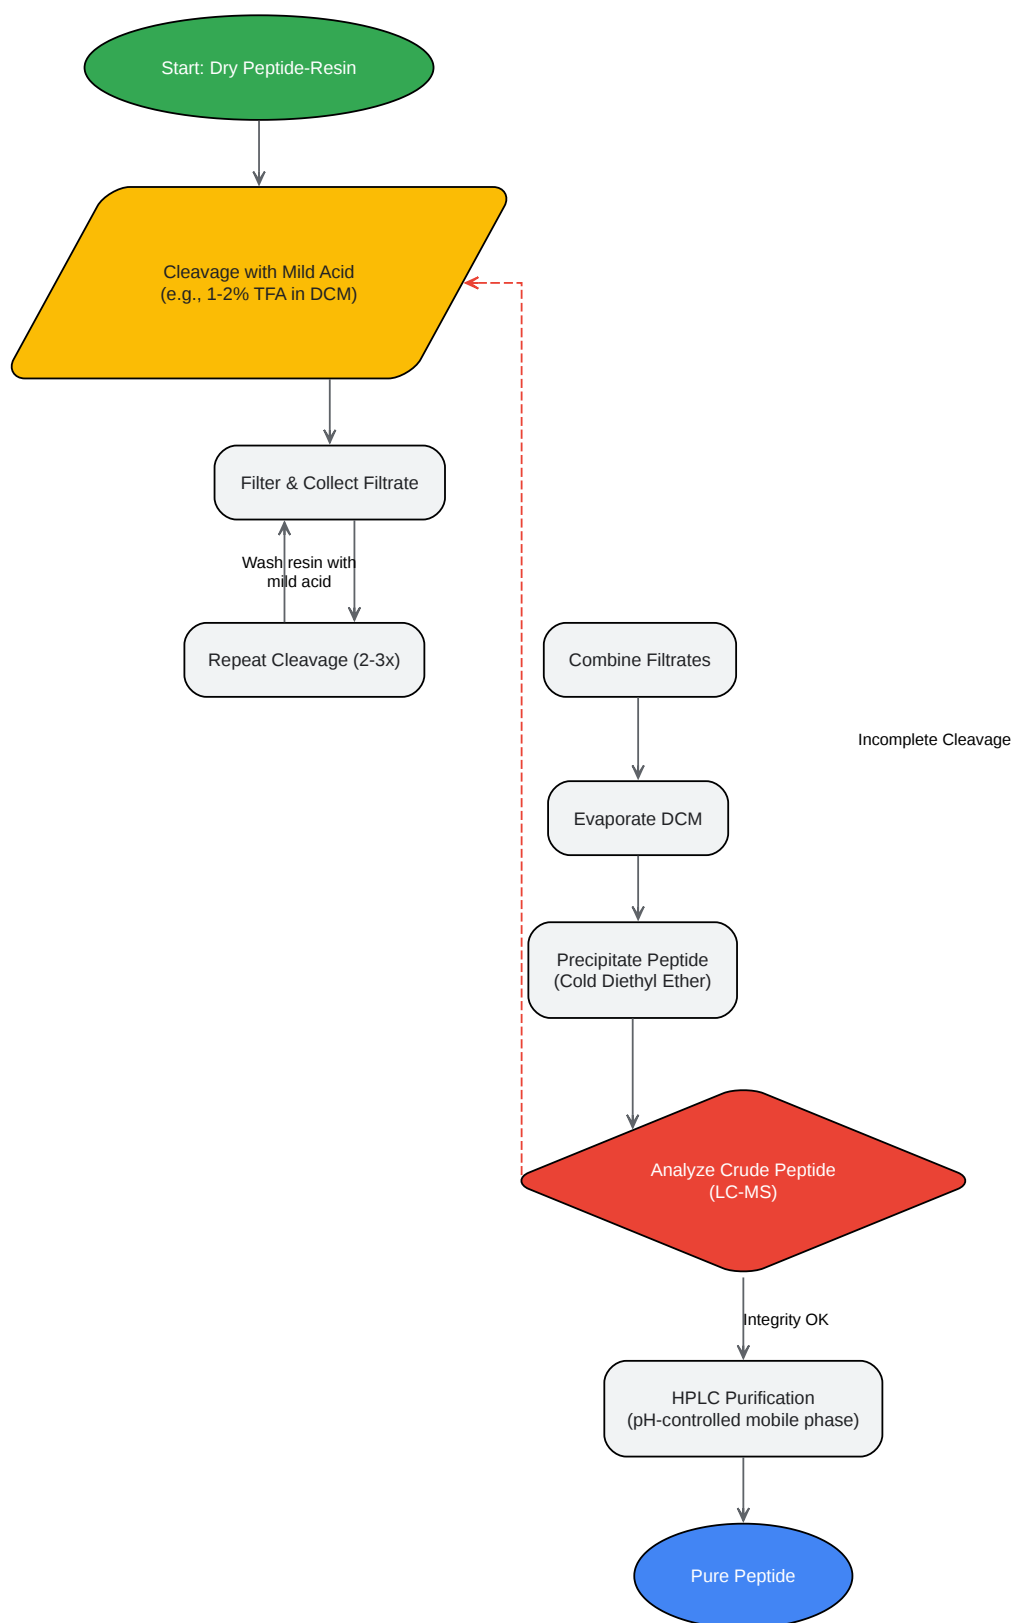 Start: Dry Peptide-Resin
Cleavage with Mild Acid
(e.g., 1-2% TFA in DCM)
Filter & Collect Filtrate
Wash resin with
mild acid
Repeat Cleavage (2-3x)
Combine Filtrates
Incomplete Cleavage
Evaporate DCM
Precipitate Peptide
(Cold Diethyl Ether)
Analyze Crude Peptide
(LC-MS)
Integrity OK
HPLC Purification
(pH-controlled mobile phase)
Pure Peptide